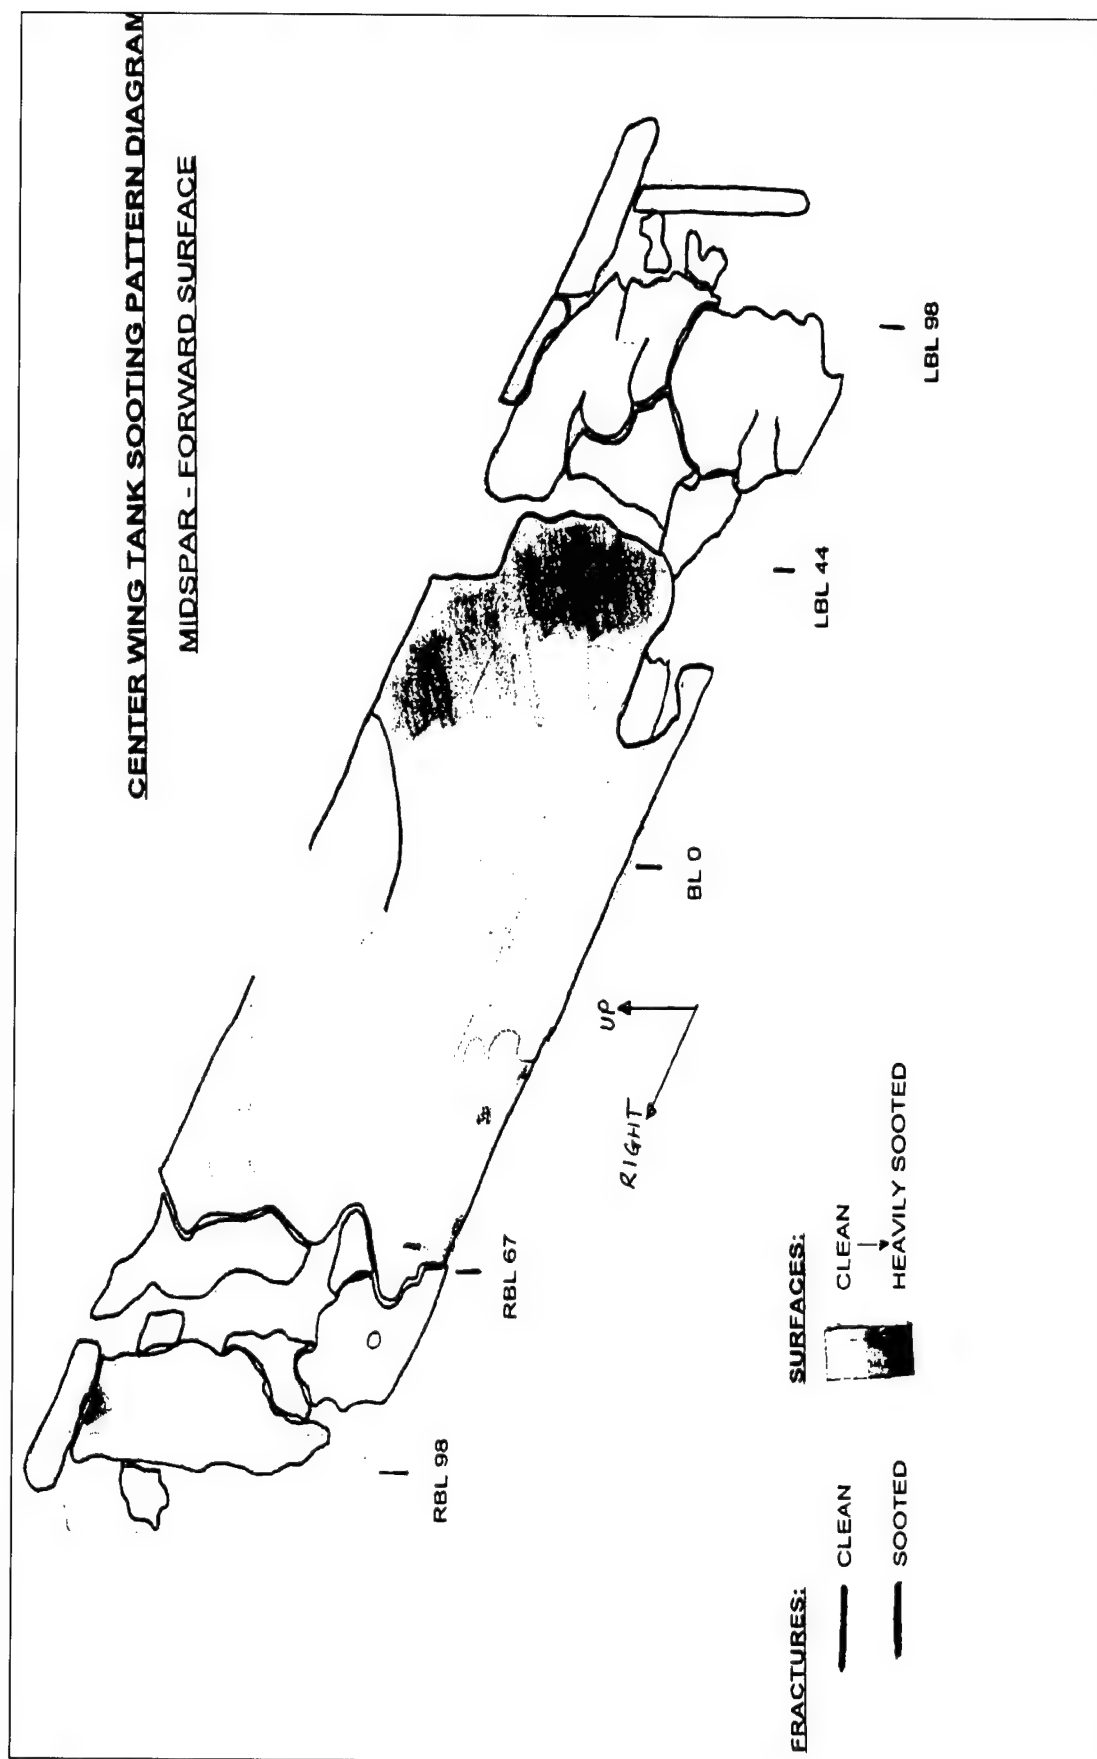 CENTER WING TANK SOOTING PATTERN DIAGRAM
MIDSPAR - FORWARD SURFACE
RBL 98
RBL 67
BL 0
LBL 44
LBL 98
UP
RIGHT
FRACTURES:
CLEAN
SOOTED
SURFACES:
CLEAN
HEAVILY SOOTED